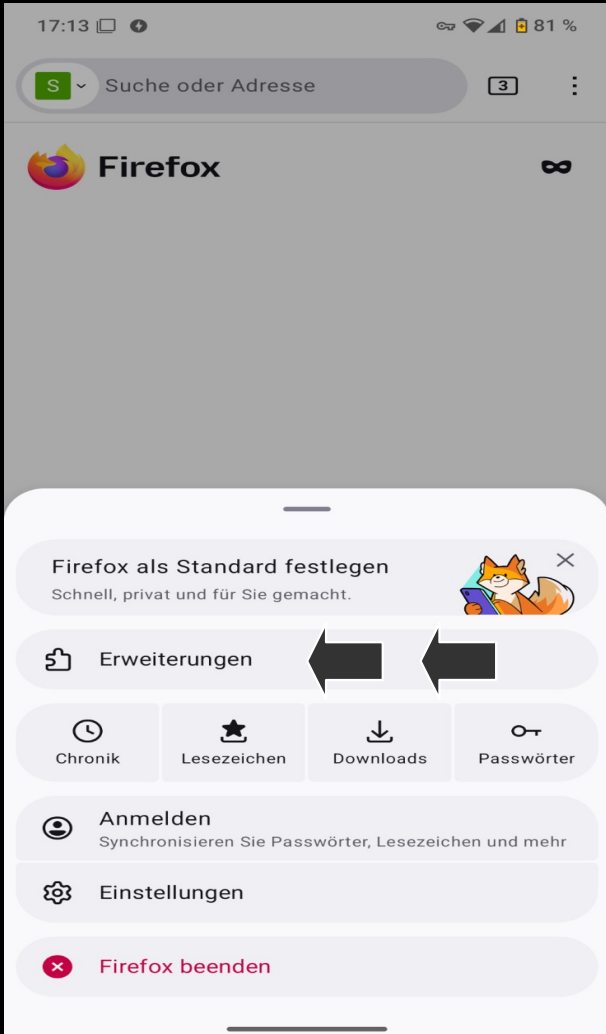 17:13 81 %
S Suche oder Adresse 3
Firefox
Firefox als Standard festlegen
Schnell, privat und für Sie gemacht.
Erweiterungen
Chronik Lesezeichen Downloads Passwörter
Anmelden
Synchronisieren Sie Passwörter, Lesezeichen und mehr
Einstellungen
Firefox beenden